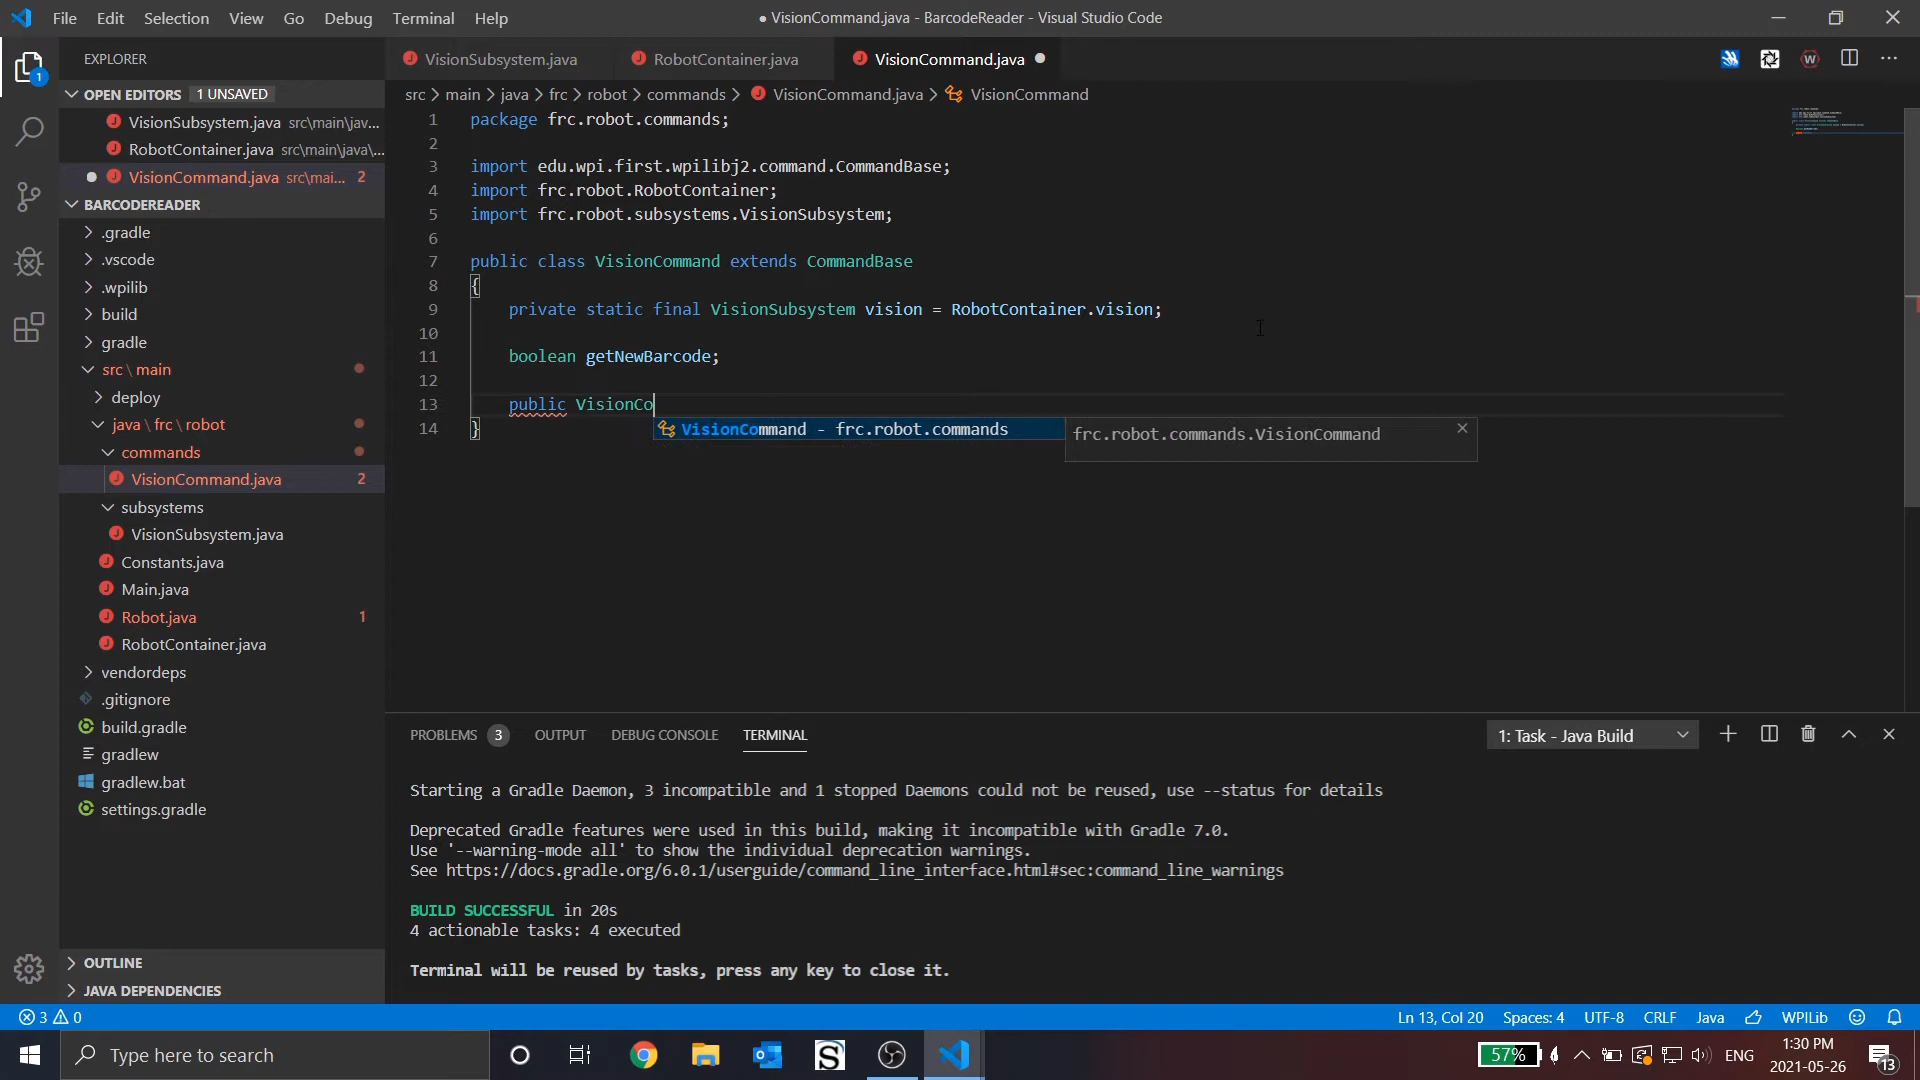 File Edit Selection View Go Debug Terminal Help
● VisionCommand.java - BarcodeReader - Visual Studio Code
EXPLORER
VisionSubsystem.java RobotContainer.java VisionCommand.java
OPEN EDITORS 1 UNSAVED
src > main > java > frc > robot > commands > VisionCommand.java > VisionCommand
1
VisionSubsystem.java src\main\jav...
RobotContainer.java src\main\java\...
VisionCommand.java src\mai... 2
BARCODEREADER
.gradle
.vscode
.wpilib
build
gradle
src \ main
deploy
java \ frc \ robot
commands
VisionCommand.java 2
subsystems
VisionSubsystem.java
Constants.java
Main.java
Robot.java 1
RobotContainer.java
vendordeps
.gitignore
build.gradle
gradlew
gradlew.bat
settings.gradle
OUTLINE
JAVA DEPENDENCIES
1 package frc.robot.commands;
2
3 import edu.wpi.first.wpilibj2.command.CommandBase;
4 import frc.robot.RobotContainer;
5 import frc.robot.subsystems.VisionSubsystem;
6
7 public class VisionCommand extends CommandBase
8 {
9 private static final VisionSubsystem vision = RobotContainer.vision;
10
11 boolean getNewBarcode;
12
13 public VisionCo
14 }
VisionCommand - frc.robot.commands
frc.robot.commands.VisionCommand
PROBLEMS 3 OUTPUT DEBUG CONSOLE TERMINAL
1: Task - Java Build
Starting a Gradle Daemon, 3 incompatible and 1 stopped Daemons could not be reused, use --status for details
Deprecated Gradle features were used in this build, making it incompatible with Gradle 7.0.
Use '--warning-mode all' to show the individual deprecation warnings.
See https://docs.gradle.org/6.0.1/userguide/command_line_interface.html#sec:command_line_warnings
BUILD SUCCESSFUL in 20s
4 actionable tasks: 4 executed
Terminal will be reused by tasks, press any key to close it.
3 0
Ln 13, Col 20 Spaces: 4 UTF-8 CRLF Java WPILib
Type here to search
57%
ENG
1:30 PM
2021-05-26
13